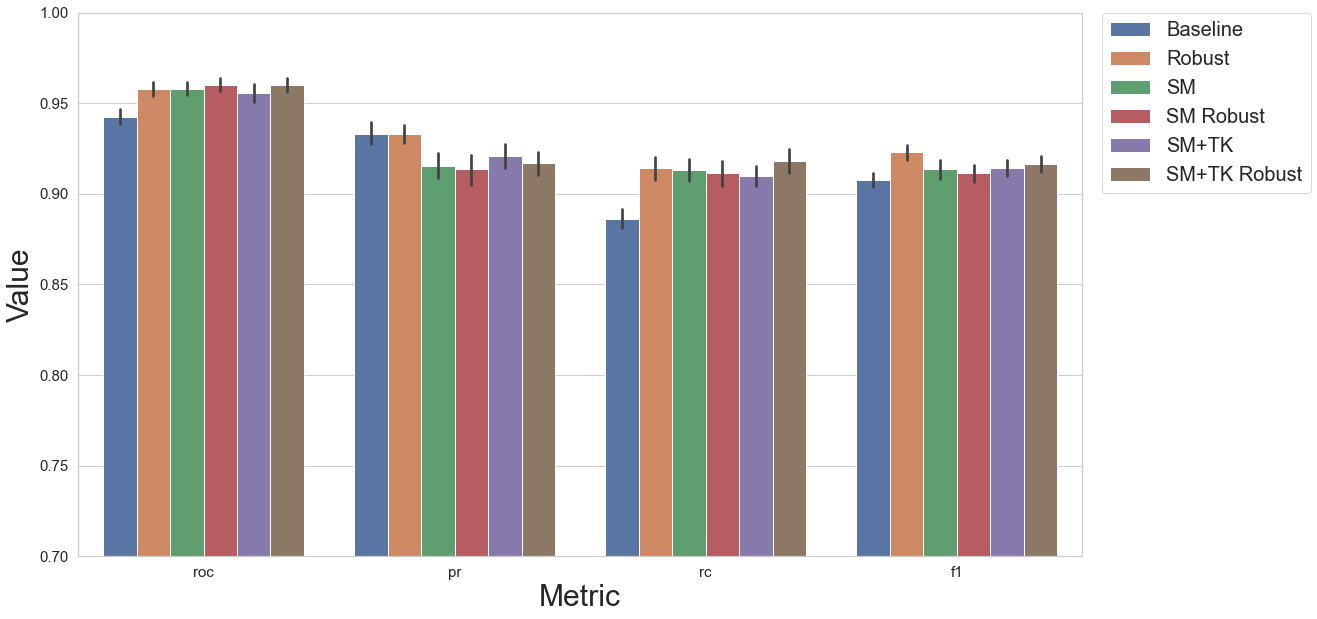 1.00
0.95
0.90
0.85
0.80
0.75
0.70
Value
roc
pr
rc
f1
Metric
Baseline
Robust
SM
SM Robust
SM+TK
SM+TK Robust